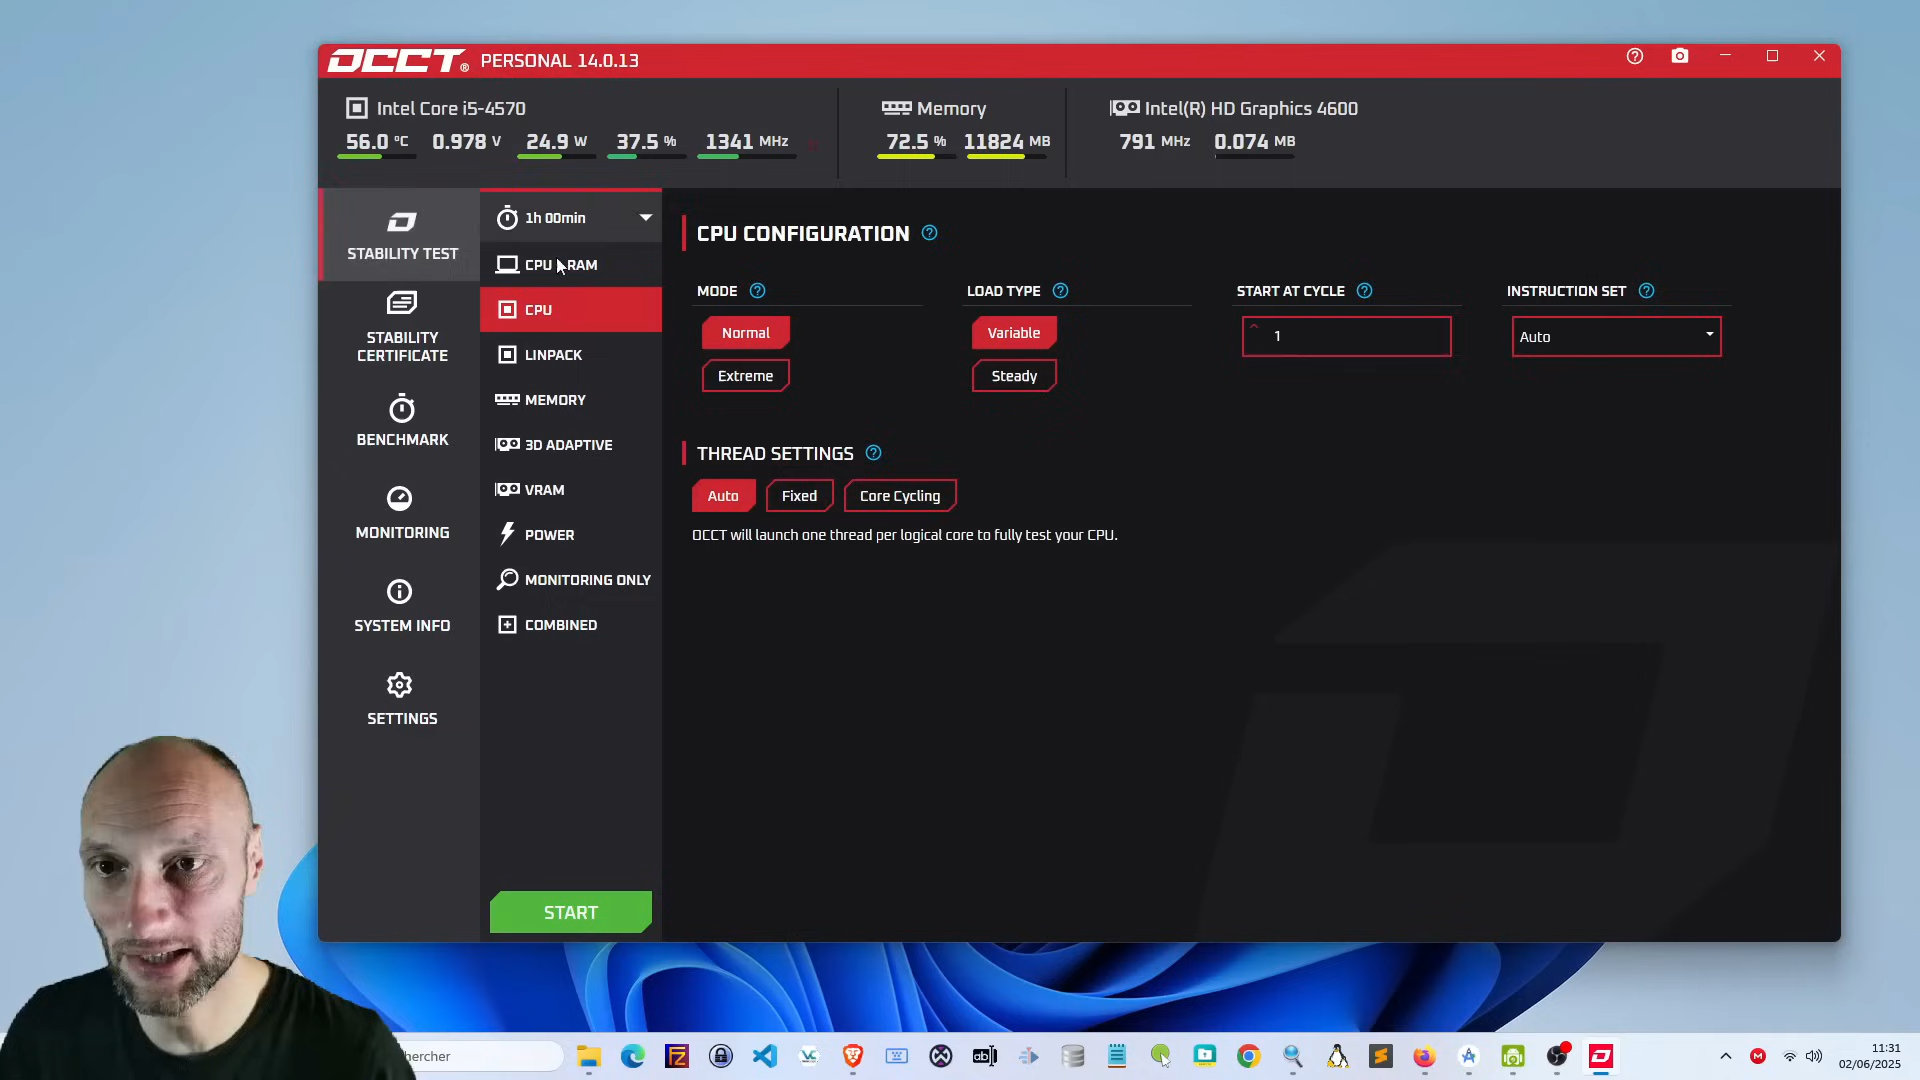 OCCT® PERSONAL 14.0.13
Intel Core i5-4570
56.0 °C 0.978 V 24.9 W 37.5 % 1341 MHz
Memory
72.5 % 11824 MB
Intel(R) HD Graphics 4600
791 MHz 0.074 MB
STABILITY TEST
STABILITY
CERTIFICATE
BENCHMARK
MONITORING
SYSTEM INFO
SETTINGS
1h 00min
CPU RAM
CPU
LINPACK
MEMORY
3D ADAPTIVE
VRAM
POWER
MONITORING ONLY
COMBINED
START
CPU CONFIGURATION
MODE
Normal
Extreme
LOAD TYPE
Variable
Steady
START AT CYCLE
1
INSTRUCTION SET
Auto
THREAD SETTINGS
Auto Fixed Core Cycling
OCCT will launch one thread per logical core to fully test your CPU.
hercher
11:31
02/06/2025